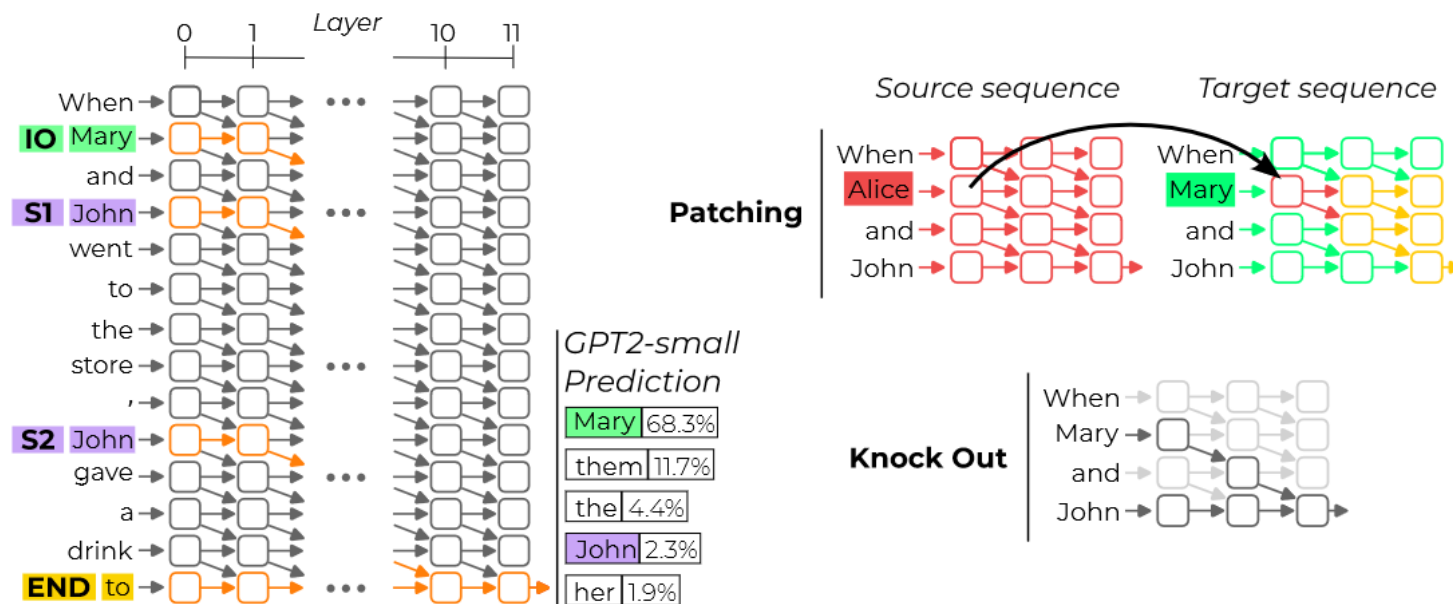 Layer
0 1 10 11
When
IO Mary
and
S1 John
went
to
the
store
,
S2 John
gave
a
drink
END to
GPT2-small
Prediction
Mary 68.3%
them 11.7%
the 4.4%
John 2.3%
her 1.9%
Patching
Source sequence
When
Alice
and
John
Target sequence
When
Mary
and
John
Knock Out
When
Mary
and
John